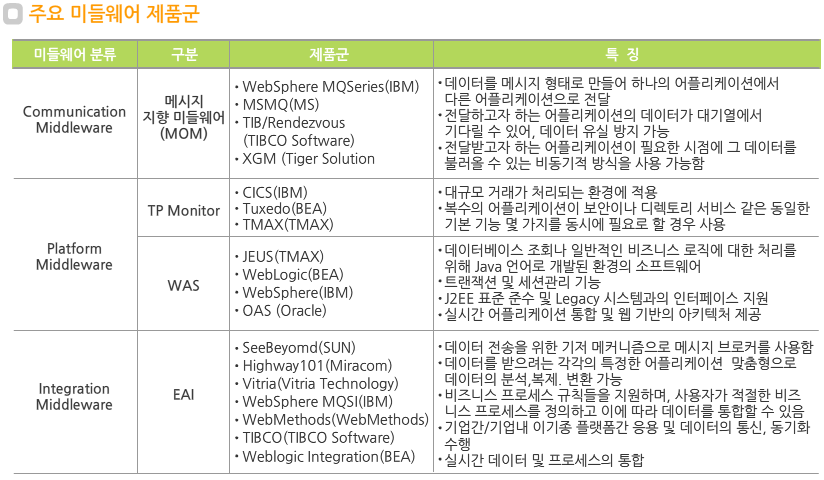 주요 미들웨어 제품군
미들웨어 분류 구분 제품군 특 징
Communication
Middleware
메시지
지향 미들웨어
(MOM)
• WebSphere MQSeries(IBM)
• MSMQ(MS)
• TIB/Rendezvous
(TIBCO Software)
• XGM (Tiger Solution
• 데이터를 메시지 형태로 만들어 하나의 어플리케이션에서
다른 어플리케이션으로 전달
• 전달하고자 하는 어플리케이션의 데이터가 대기열에서
기다릴 수 있어, 데이터 유실 방지 가능
• 전달받고자 하는 어플리케이션이 필요한 시점에 그 데이터를
불러올 수 있는 비동기적 방식을 사용 가능함
Platform
Middleware
TP Monitor
• CICS(IBM)
• Tuxedo(BEA)
• TMAX(TMAX)
• 대규모 거래가 처리되는 환경에 적용
• 복수의 어플리케이션이 보안이나 디렉토리 서비스 같은 동일한
기본 기능 몇 가지를 동시에 필요로 할 경우 사용
WAS
• JEUS(TMAX)
• WebLogic(BEA)
• WebSphere(IBM)
• OAS (Oracle)
• 데이터베이스 조회나 일반적인 비즈니스 로직에 대한 처리를
위해 Java 언어로 개발된 환경의 소프트웨어
• 트랜잭션 및 세션관리 기능
• J2EE 표준 준수 및 Legacy 시스템과의 인터페이스 지원
• 실시간 어플리케이션 통합 및 웹 기반의 아키텍처 제공
Integration
Middleware
EAI
• SeeBeyomd(SUN)
• Highway101(Miracom)
• Vitria(Vitria Technology)
• WebSphere MQSI(IBM)
• WebMethods(WebMethods)
• TIBCO(TIBCO Software)
• Weblogic Integration(BEA)
• 데이터 전송을 위한 기저 메커니즘으로 메시지 브로커를 사용함
• 데이터를 받으려는 각각의 특정한 어플리케이션 맞춤형으로
데이터의 분석,복제. 변환 가능
• 비즈니스 프로세스 규칙들을 지원하며, 사용자가 적절한 비즈
니스 프로세스를 정의하고 이에 따라 데이터를 통합할 수 있음
• 기업간/기업내 이기종 플랫폼간 응용 및 데이터의 통신, 동기화
수행
• 실시간 데이터 및 프로세스의 통합